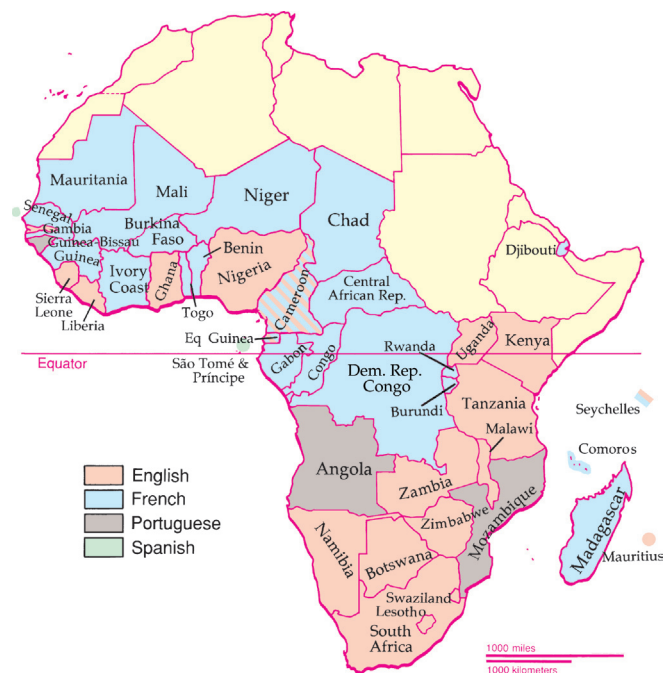 Mauritania
Mali
Niger
Chad
Senegal
Gambia
Guinea-Bissau
Guinea
Burkina
Faso
Benin
Nigeria
Ivory
Coast
Ghana
Togo
Sierra
Leone
Liberia
Cameroon
Central
African Rep.
Djibouti
Eq Guinea
São Tomé &
Príncipe
Equator
Gabon
Congo
Dem. Rep.
Congo
Rwanda
Burundi
Uganda
Kenya
Tanzania
Malawi
Seychelles
Comoros
Angola
Zambia
Zimbabwe
Mozambique
Madagascar
Mauritius
Namibia
Botswana
Swaziland
Lesotho
South
Africa
English
French
Portuguese
Spanish
1000 miles
1000 kilometers